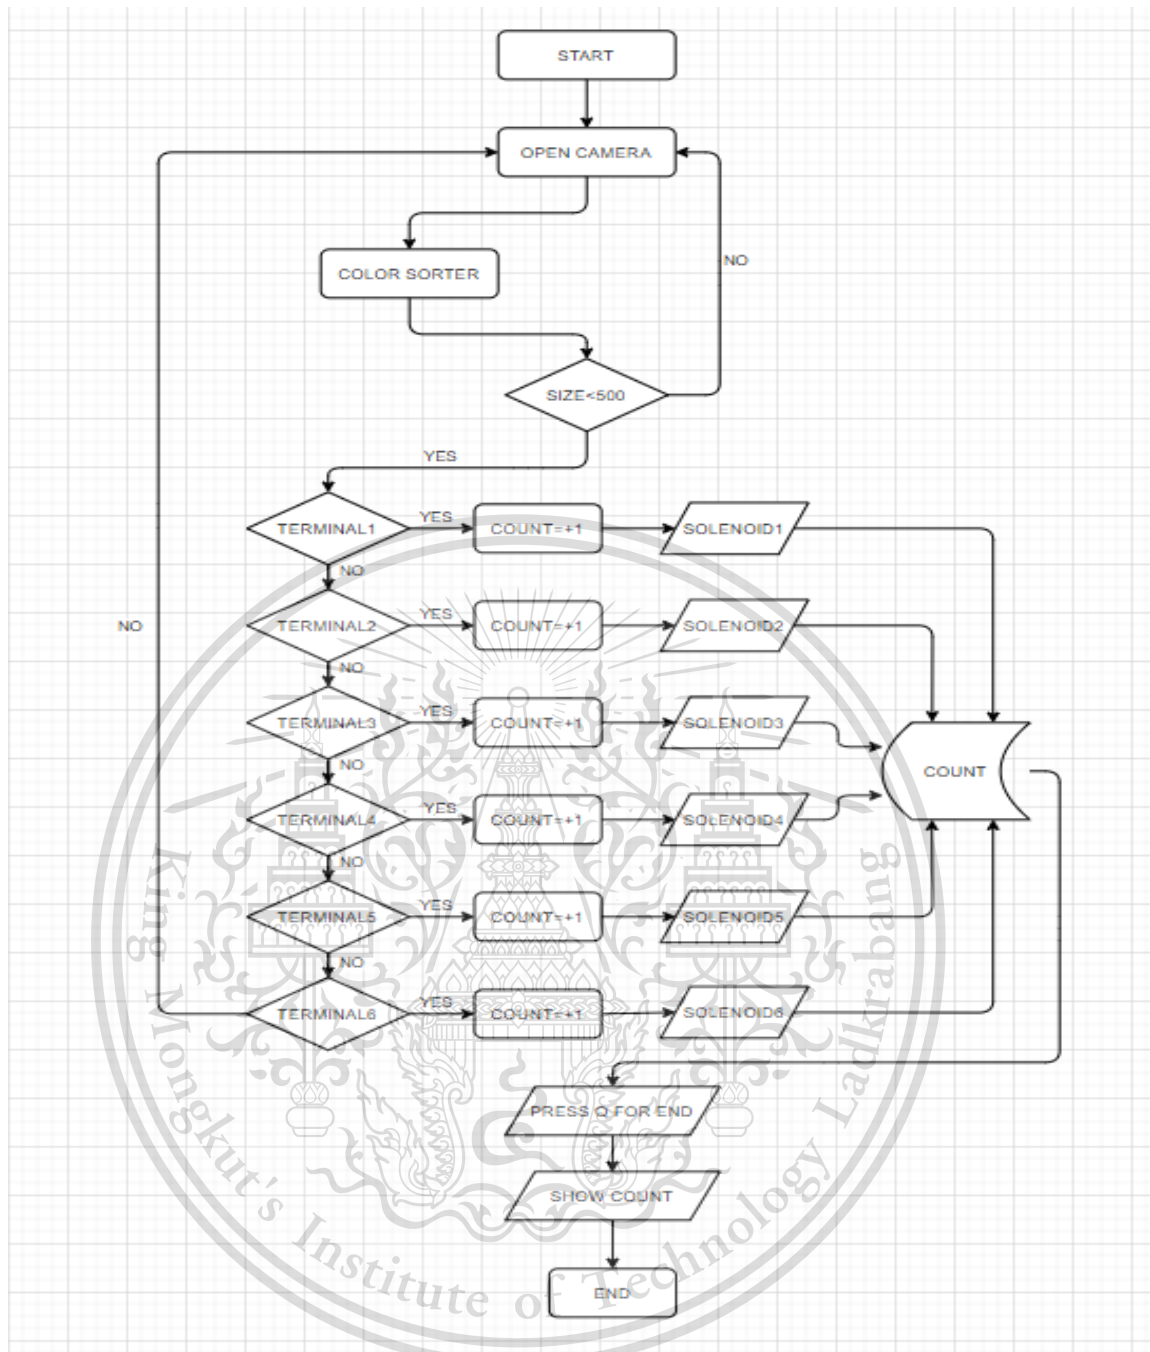 START
OPEN CAMERA
COLOR SORTER
NO
SIZE<500
YES
TERMINAL1
YES
COUNT=+1
SOLENOID1
NO
TERMINAL2
YES
COUNT=+1
SOLENOID2
NO
NO
TERMINAL3
YES
COUNT=+1
SOLENOID3
NO
COUNT
TERMINAL4
YES
COUNT=+1
SOLENOID4
NO
TERMINAL5
YES
COUNT=+1
SOLENOID5
NO
TERMINAL6
YES
COUNT=+1
SOLENOID6
PRESS Q FOR END
SHOW COUNT
END
King Mongkut's Institute of Technology Ladkrabang